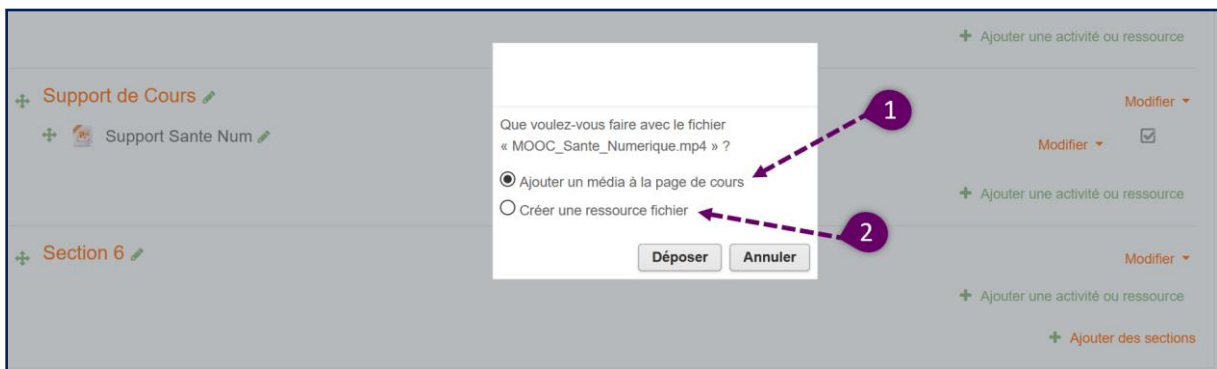 + Ajouter une activité ou ressource
Support de Cours
Modifier
Support Sante Num
Modifier
+ Ajouter une activité ou ressource
Que voulez-vous faire avec le fichier
« MOOC_Sante_Numerique.mp4 » ?
1
Ajouter un média à la page de cours
Créer une ressource fichier
2
Déposer Annuler
Section 6
Modifier
+ Ajouter une activité ou ressource
+ Ajouter des sections